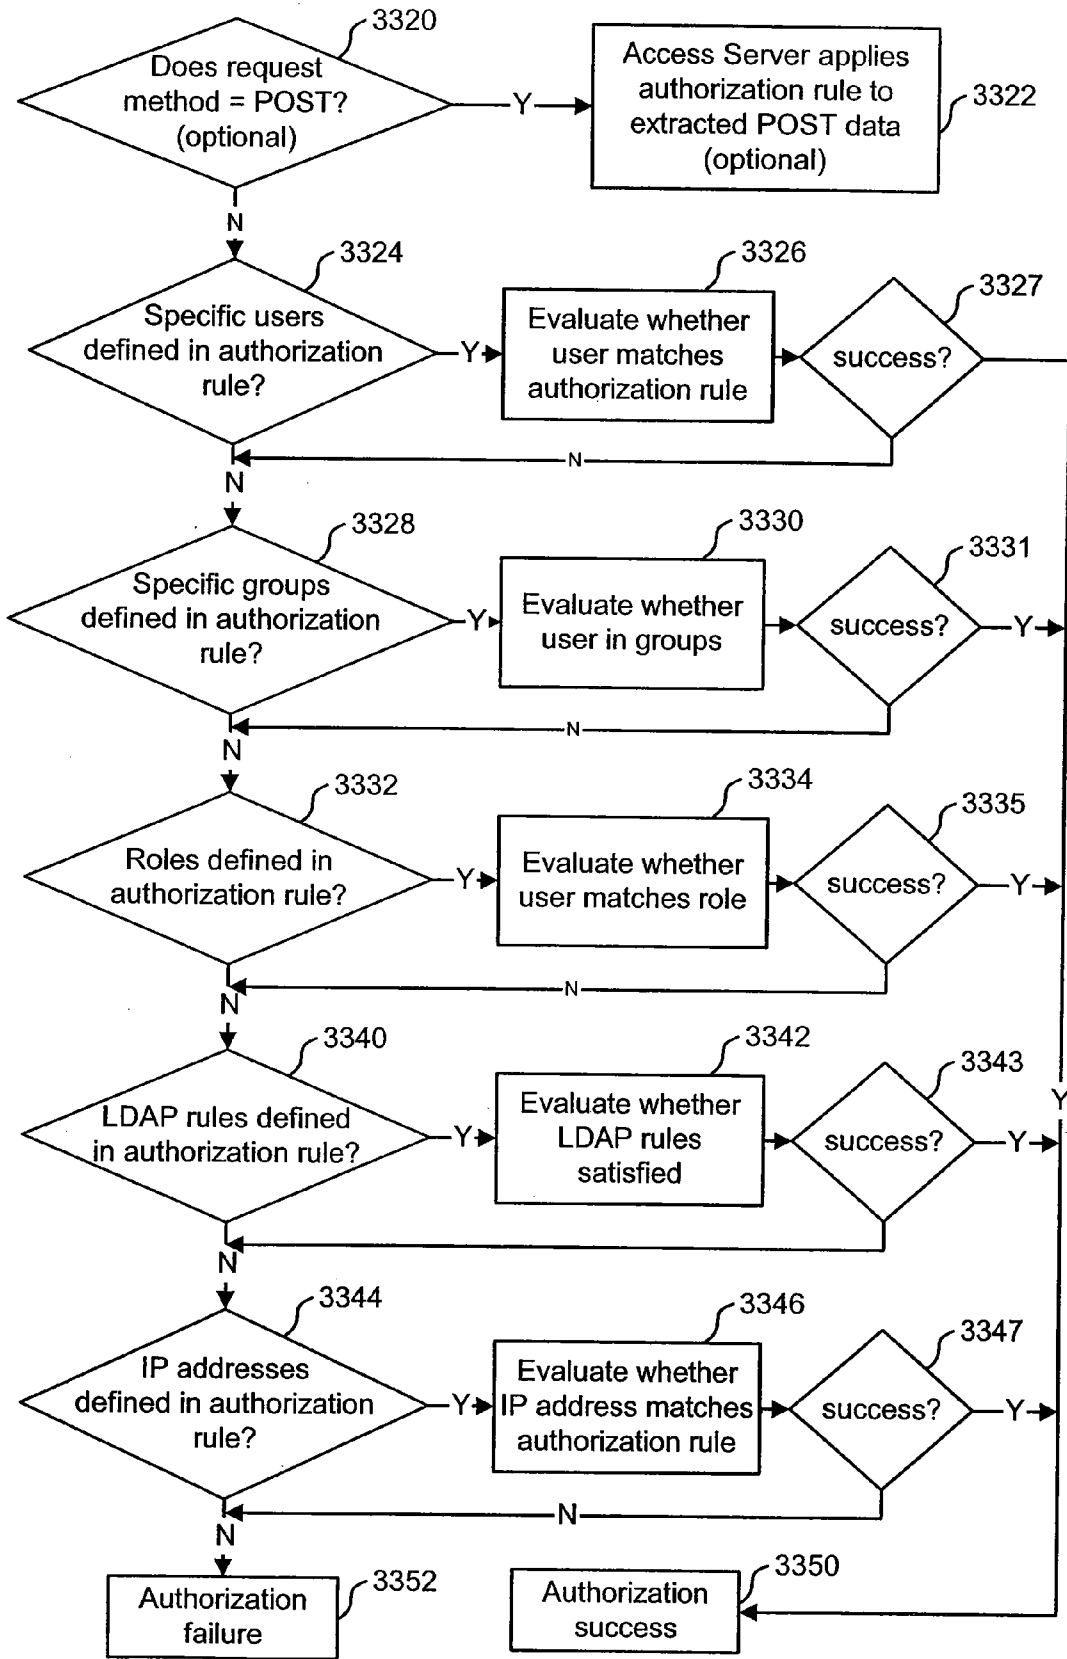 3320
Does request
method = POST?
(optional)
Y
Access Server applies
authorization rule to
extracted POST data
(optional)
3322
N
3324
Specific users
defined in authorization
rule?
Y
3326
Evaluate whether
user matches
authorization rule
3327
success?
N
N
3328
Specific groups
defined in authorization
rule?
Y
3330
Evaluate whether
user in groups
3331
success?
Y
N
N
3332
Roles defined in
authorization rule?
Y
3334
Evaluate whether
user matches role
3335
success?
Y
N
N
3340
LDAP rules defined
in authorization rule?
Y
3342
Evaluate whether
LDAP rules
satisfied
3343
success?
Y
Y
N
3344
IP addresses
defined in authorization
rule?
Y
3346
Evaluate whether
IP address matches
authorization rule
3347
success?
Y
N
N
3352
Authorization
failure
3350
Authorization
success